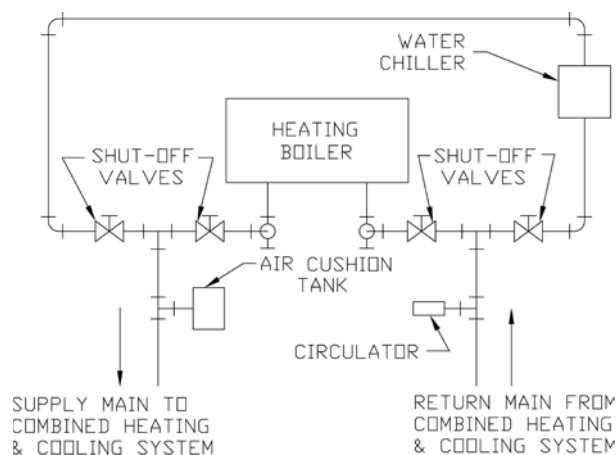 WATER
CHILLER
HEATING
BOILER
SHUT-OFF
VALVES
SHUT-OFF
VALVES
AIR CUSHION
TANK
CIRCULATOR
SUPPLY MAIN TO
COMBINED HEATING
& COOLING SYSTEM
RETURN MAIN FROM
COMBINED HEATING
& COOLING SYSTEM